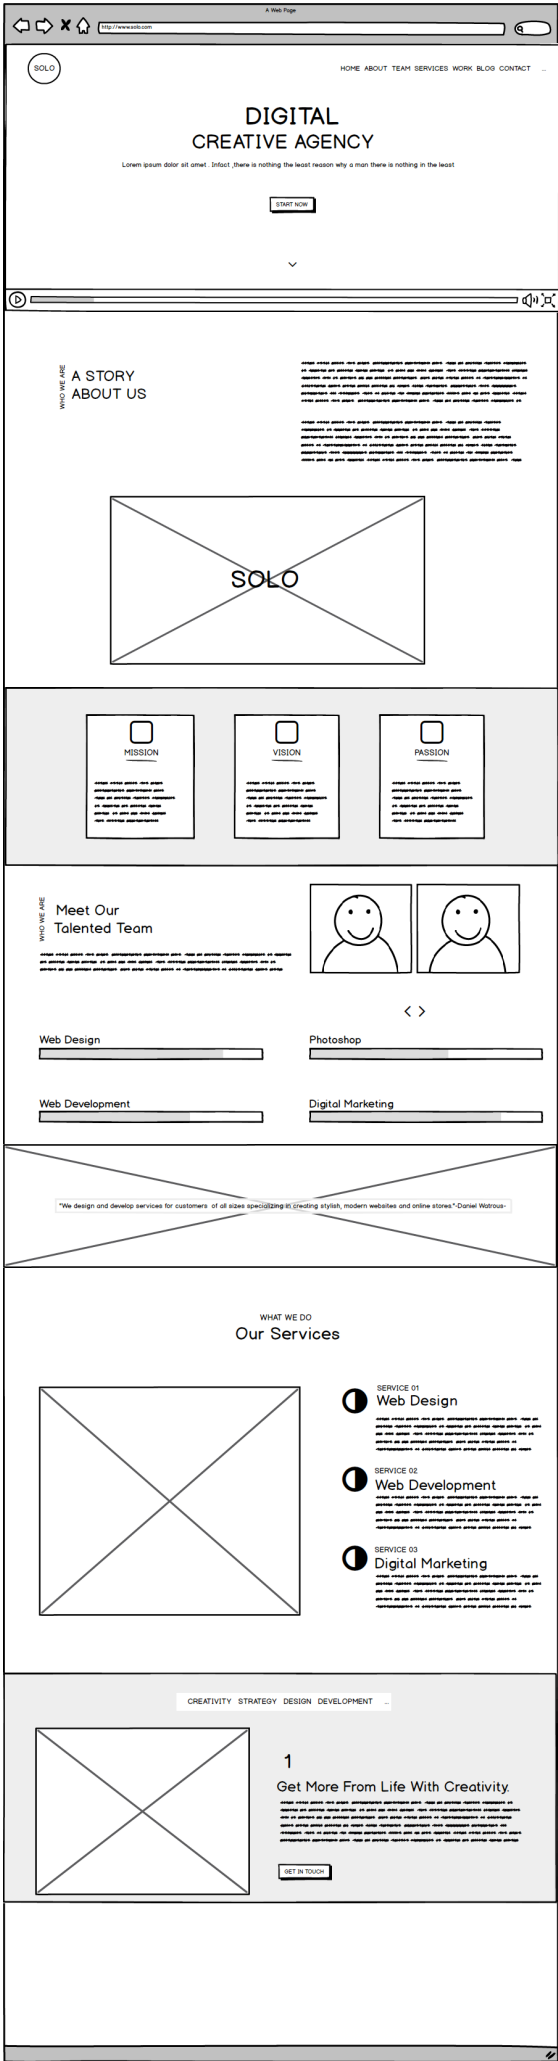 A Web Page
http://www.solo.com
SOLO
HOME ABOUT TEAM SERVICES WORK BLOG CONTACT ...
DIGITAL
CREATIVE AGENCY
Lorem ipsum dolor sit amet . Infact ,there is nothing the least reason why a man there is nothing in the least
START NOW
WHO WE ARE
A STORY
ABOUT US
SOLO
MISSION
VISION
PASSION
WHO WE ARE
Meet Our
Talented Team
Web Design
Photoshop
Web Development
Digital Marketing
"We design and develop services for customers of all sizes specializing in creating stylish, modern websites and online stores"-Daniel Watrous-
WHAT WE DO
Our Services
SERVICE 01
Web Design
SERVICE 02
Web Development
SERVICE 03
Digital Marketing
CREATIVITY STRATEGY DESIGN DEVELOPMENT ...
1
Get More From Life With Creativity.
GET IN TOUCH